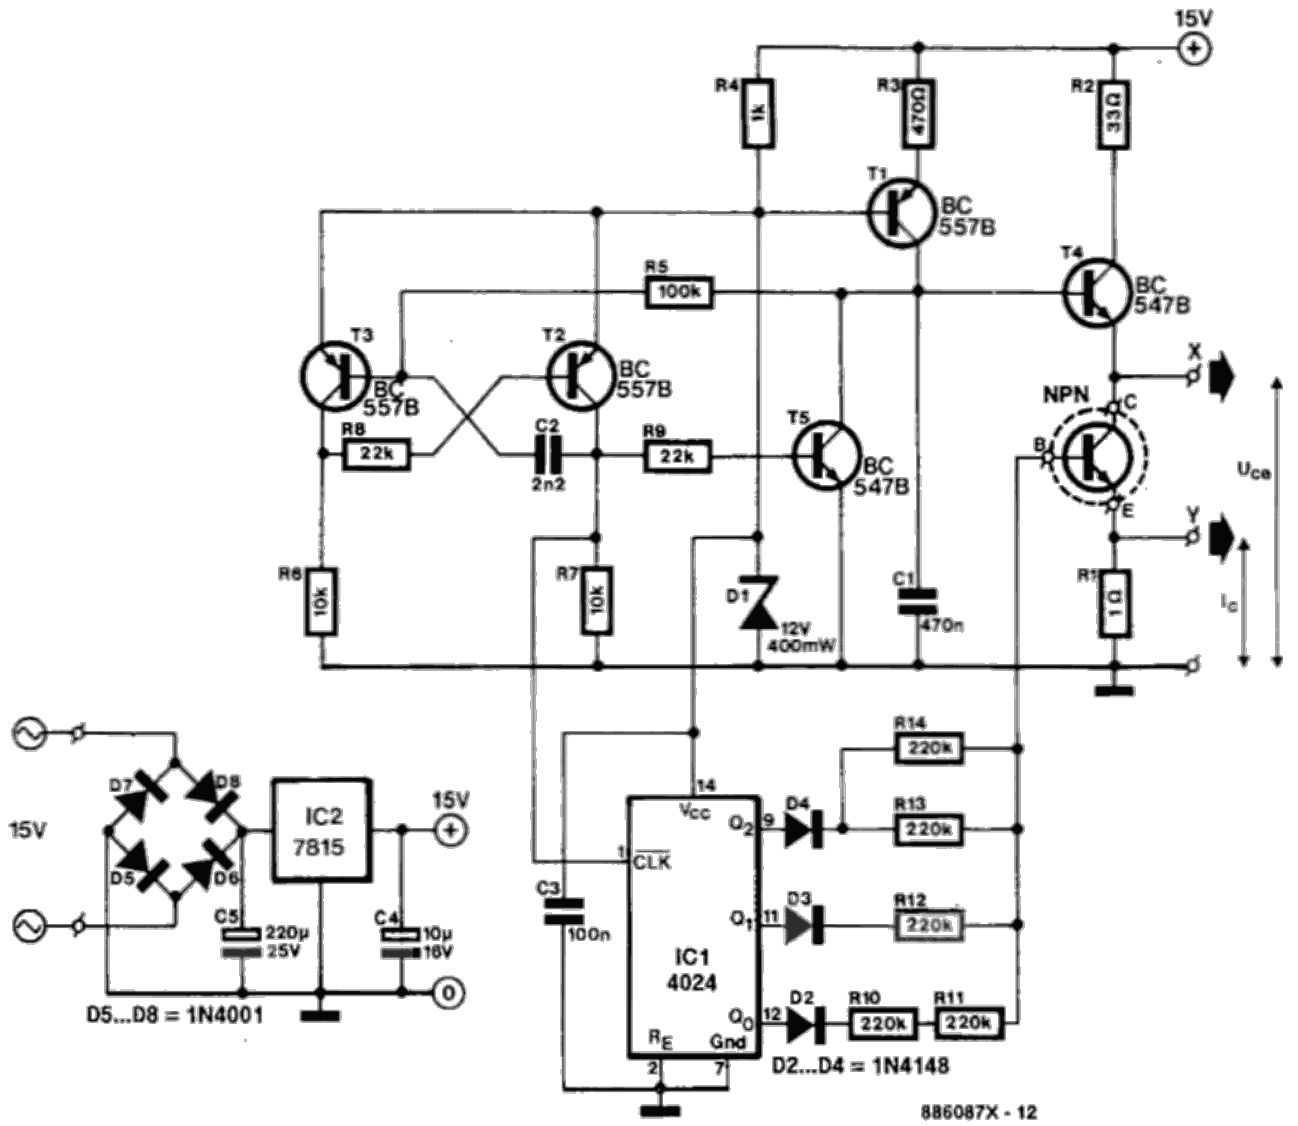 15V
+
R4
1k
R3
470Ω
R2
33Ω
T1
BC
557B
T4
BC
547B
R5
100k
T3
BC
557B
T2
BC
557B
R8
22k
C2
2n2
R9
22k
T5
BC
547B
X
NPN
C
B
E
Y
Uce
Ic
R6
10k
R7
10k
D1
12V
400mW
C1
470n
R1
1Ω
15V
D7
D8
D5
D6
IC2
7815
15V
+
C5
220µ
25V
C4
10µ
16V
0
D5...D8 = 1N4001
C3
100n
14
VCC
1
CLK
IC1
4024
RE
2
Gnd
7
Q2
9
D4
R14
220k
R13
220k
Q1
11
D3
R12
220k
Q0
12
D2
R10
220k
R11
220k
D2...D4 = 1N4148
886087X - 12